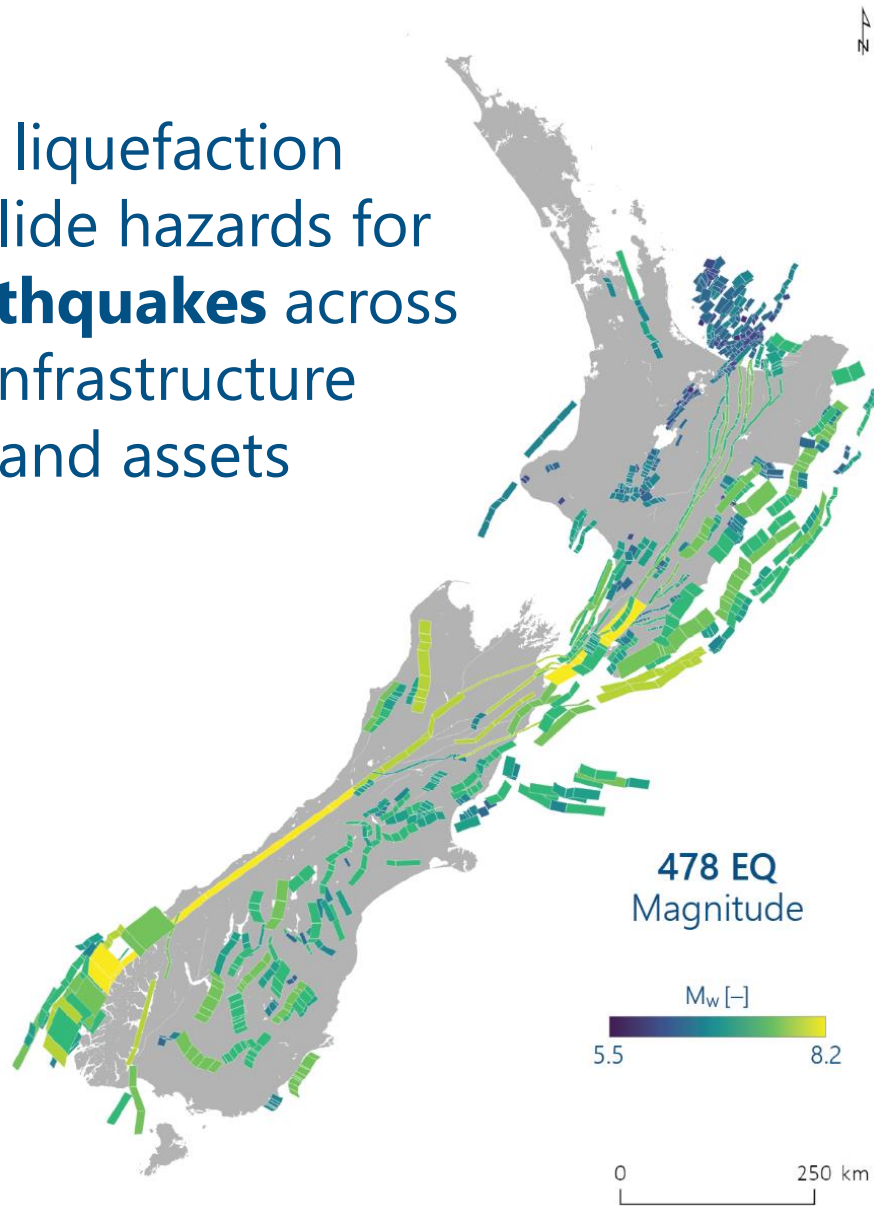 N
liquefaction
lide hazards for
thquakes across
nfrastructure
and assets
478 EQ
Magnitude
Mw [–]
5.5 8.2
0 250 km